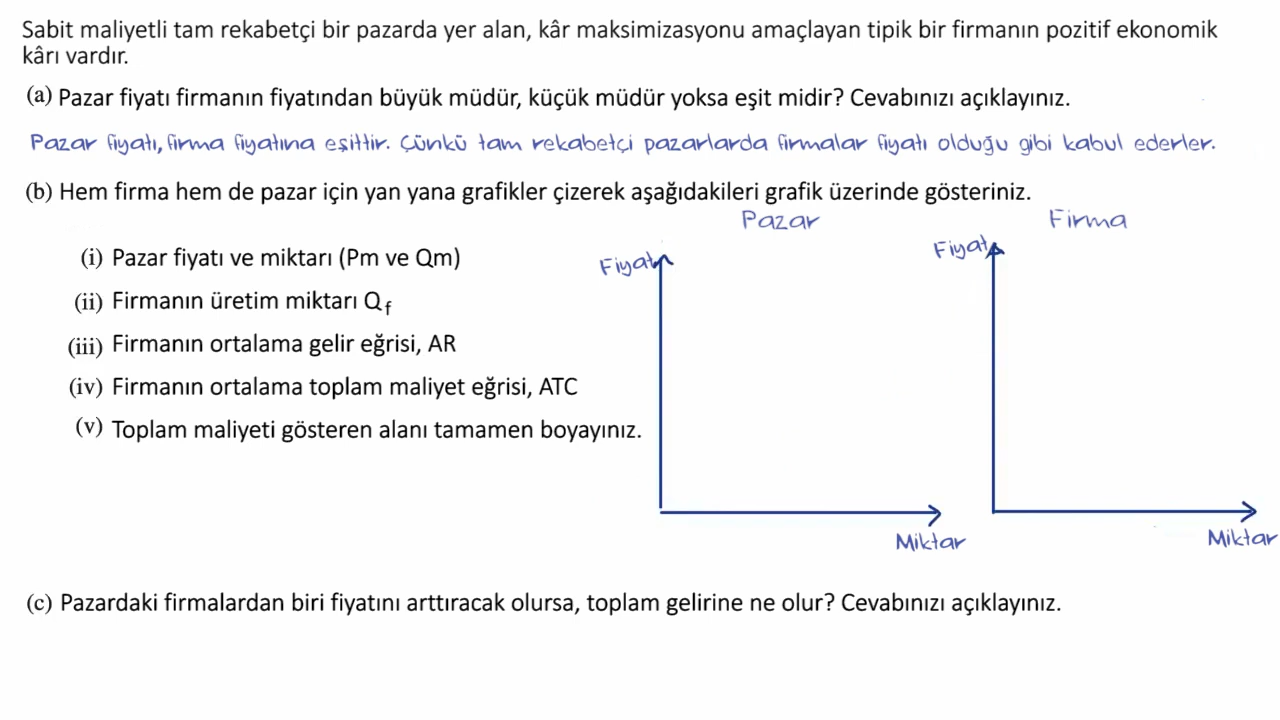 Sabit maliyetli tam rekabetçi bir pazarda yer alan, kâr maksimizasyonu amaçlayan tipik bir firmanın pozitif ekonomik
kârı vardır.
(a) Pazar fiyatı firmanın fiyatından büyük müdür, küçük müdür yoksa eşit midir? Cevabınızı açıklayınız.
Pazar fiyatı, firma fiyatına eşittir. Çünkü tam rekabetçi pazarlarda firmalar fiyatı olduğu gibi kabul ederler.
(b) Hem firma hem de pazar için yan yana grafikler çizerek aşağıdakileri grafik üzerinde gösteriniz.
Pazar
Firma
(i) Pazar fiyatı ve miktarı (Pm ve Qm)
Fiyat
Fiyat
(ii) Firmanın üretim miktarı Qf
(iii) Firmanın ortalama gelir eğrisi, AR
(iv) Firmanın ortalama toplam maliyet eğrisi, ATC
(v) Toplam maliyeti gösteren alanı tamamen boyayınız.
Miktar
Miktar
(c) Pazardaki firmalardan biri fiyatını arttıracak olursa, toplam gelirine ne olur? Cevabınızı açıklayınız.